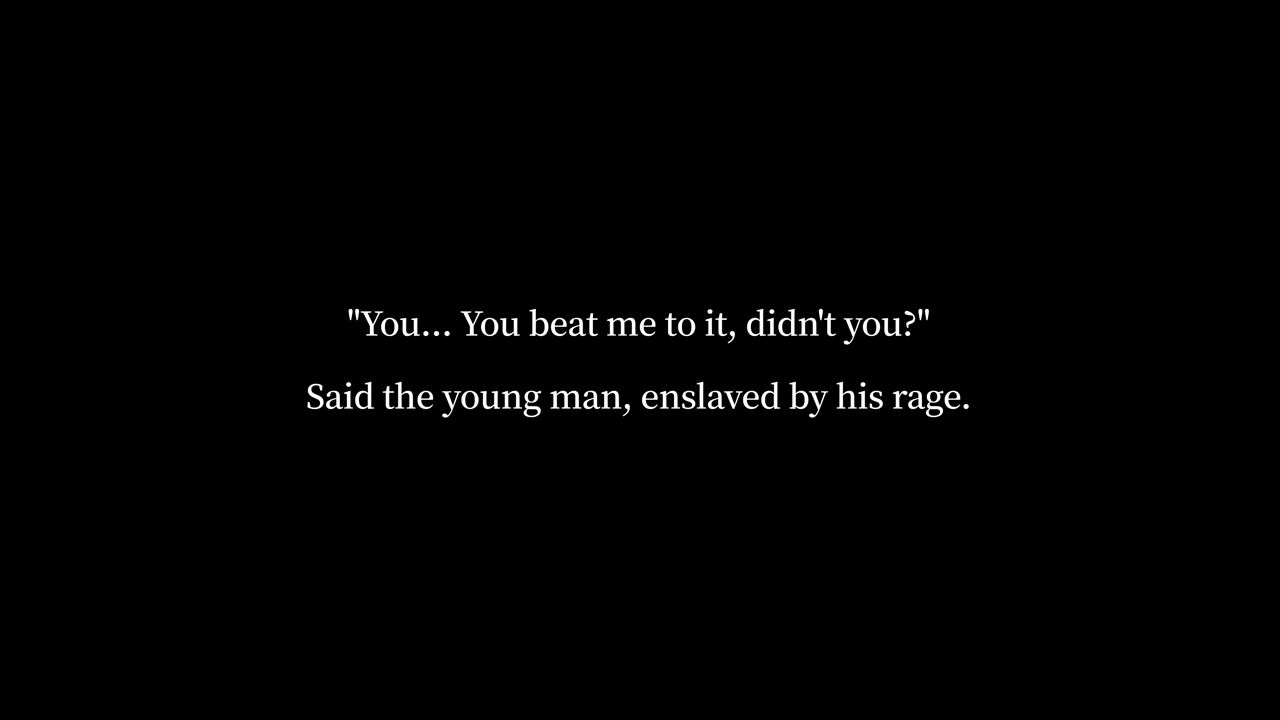 "You... You beat me to it, didn't you?"
Said the young man, enslaved by his rage.